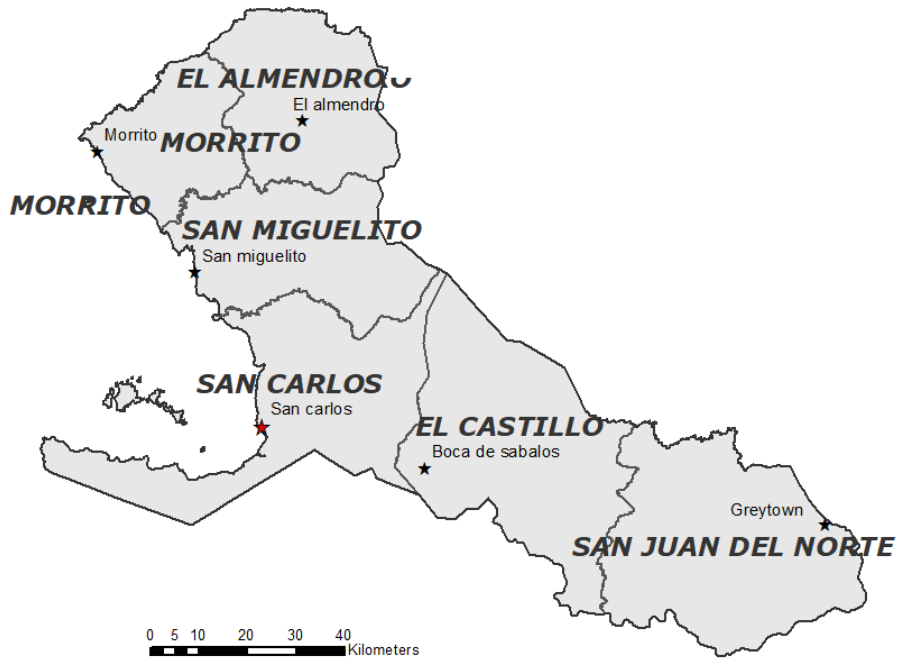 EL ALMENDRO
El almendro
Morrito
MORRITO
MORRITO
SAN MIGUELITO
San miguelito
SAN CARLOS
San carlos
EL CASTILLO
Boca de sabalos
Greytown
SAN JUAN DEL NORTE
0 5 10 20 30 40
Kilometers